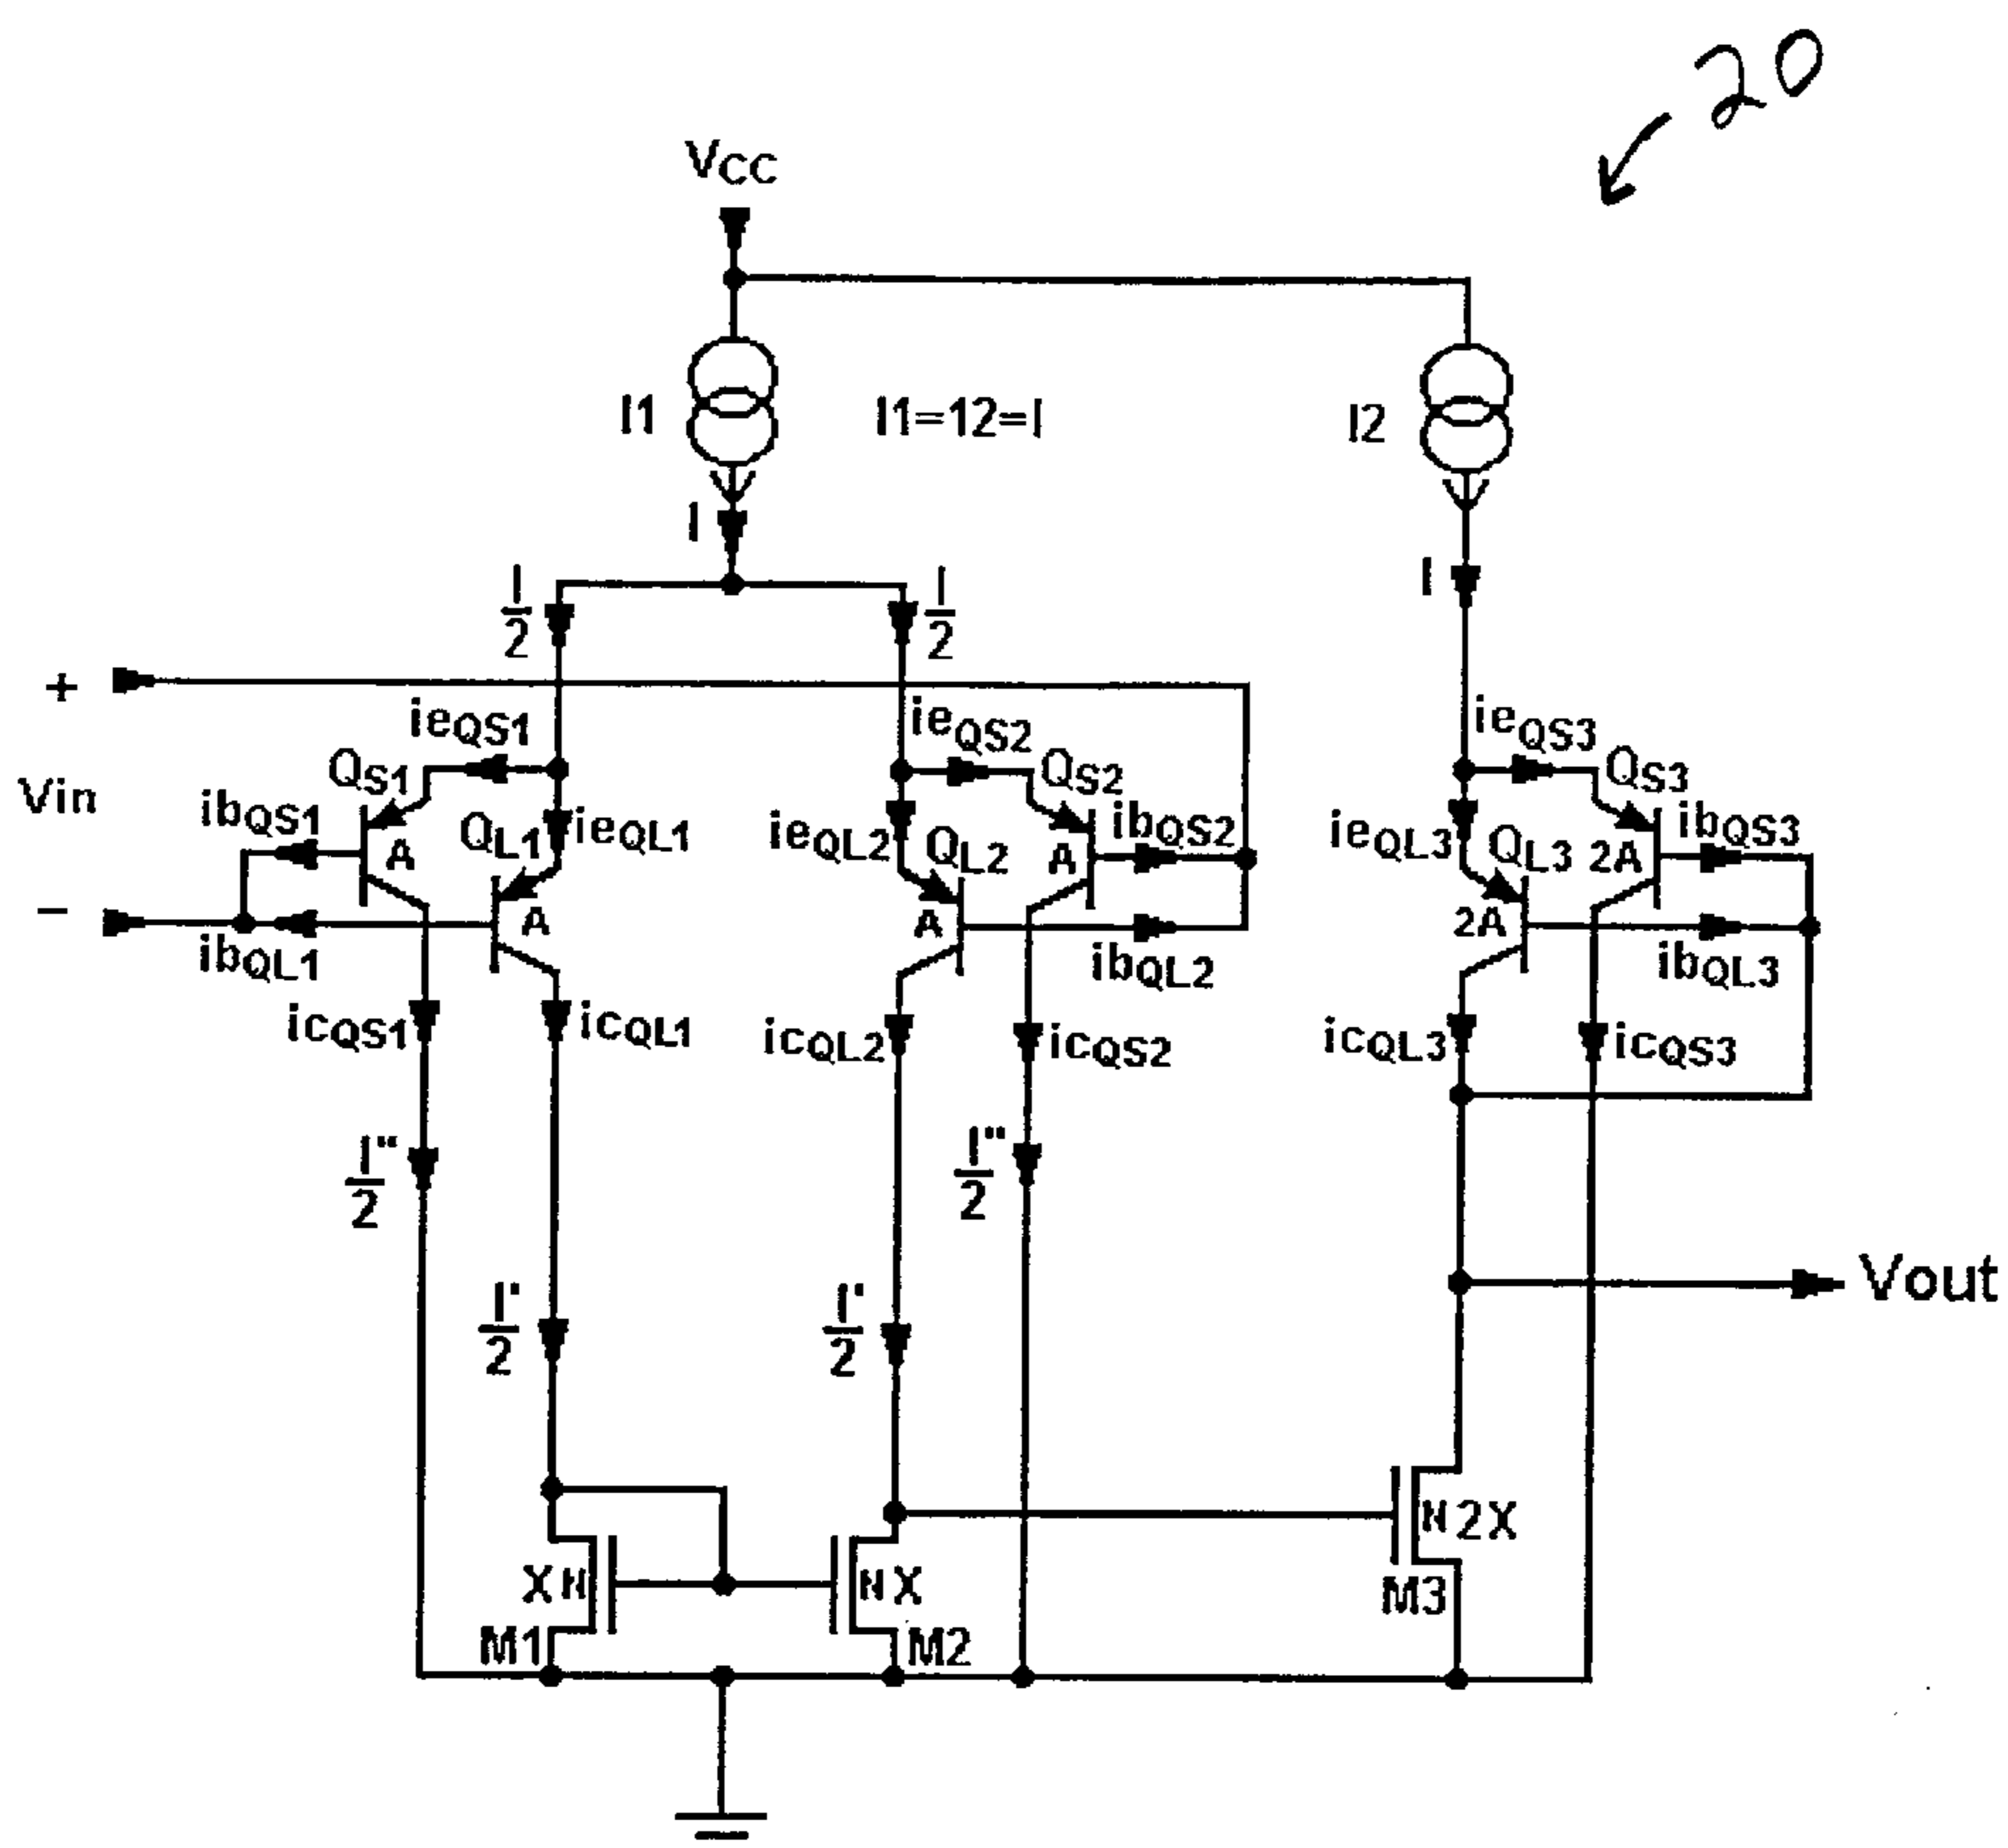 20
VCC
I1
I1=12=I
I2
I
I
I
2
I
2
+
ieQS1
ieQS2
ieQS3
Vin
QS1
QS2
QS3
ibQS1
QL1
ieQL1
ieQL2
QL2
ibQS2
ieQL3
QL3
ibQS3
A
A
2A
−
A
A
2A
ibQL1
ibQL2
ibQL3
icQS1
icQL1
icQL2
icQS2
icQL3
icQS3
I"
2
I"
2
Vout
I'
2
I'
2
N 2X
X N
N X
M3
M1
M2